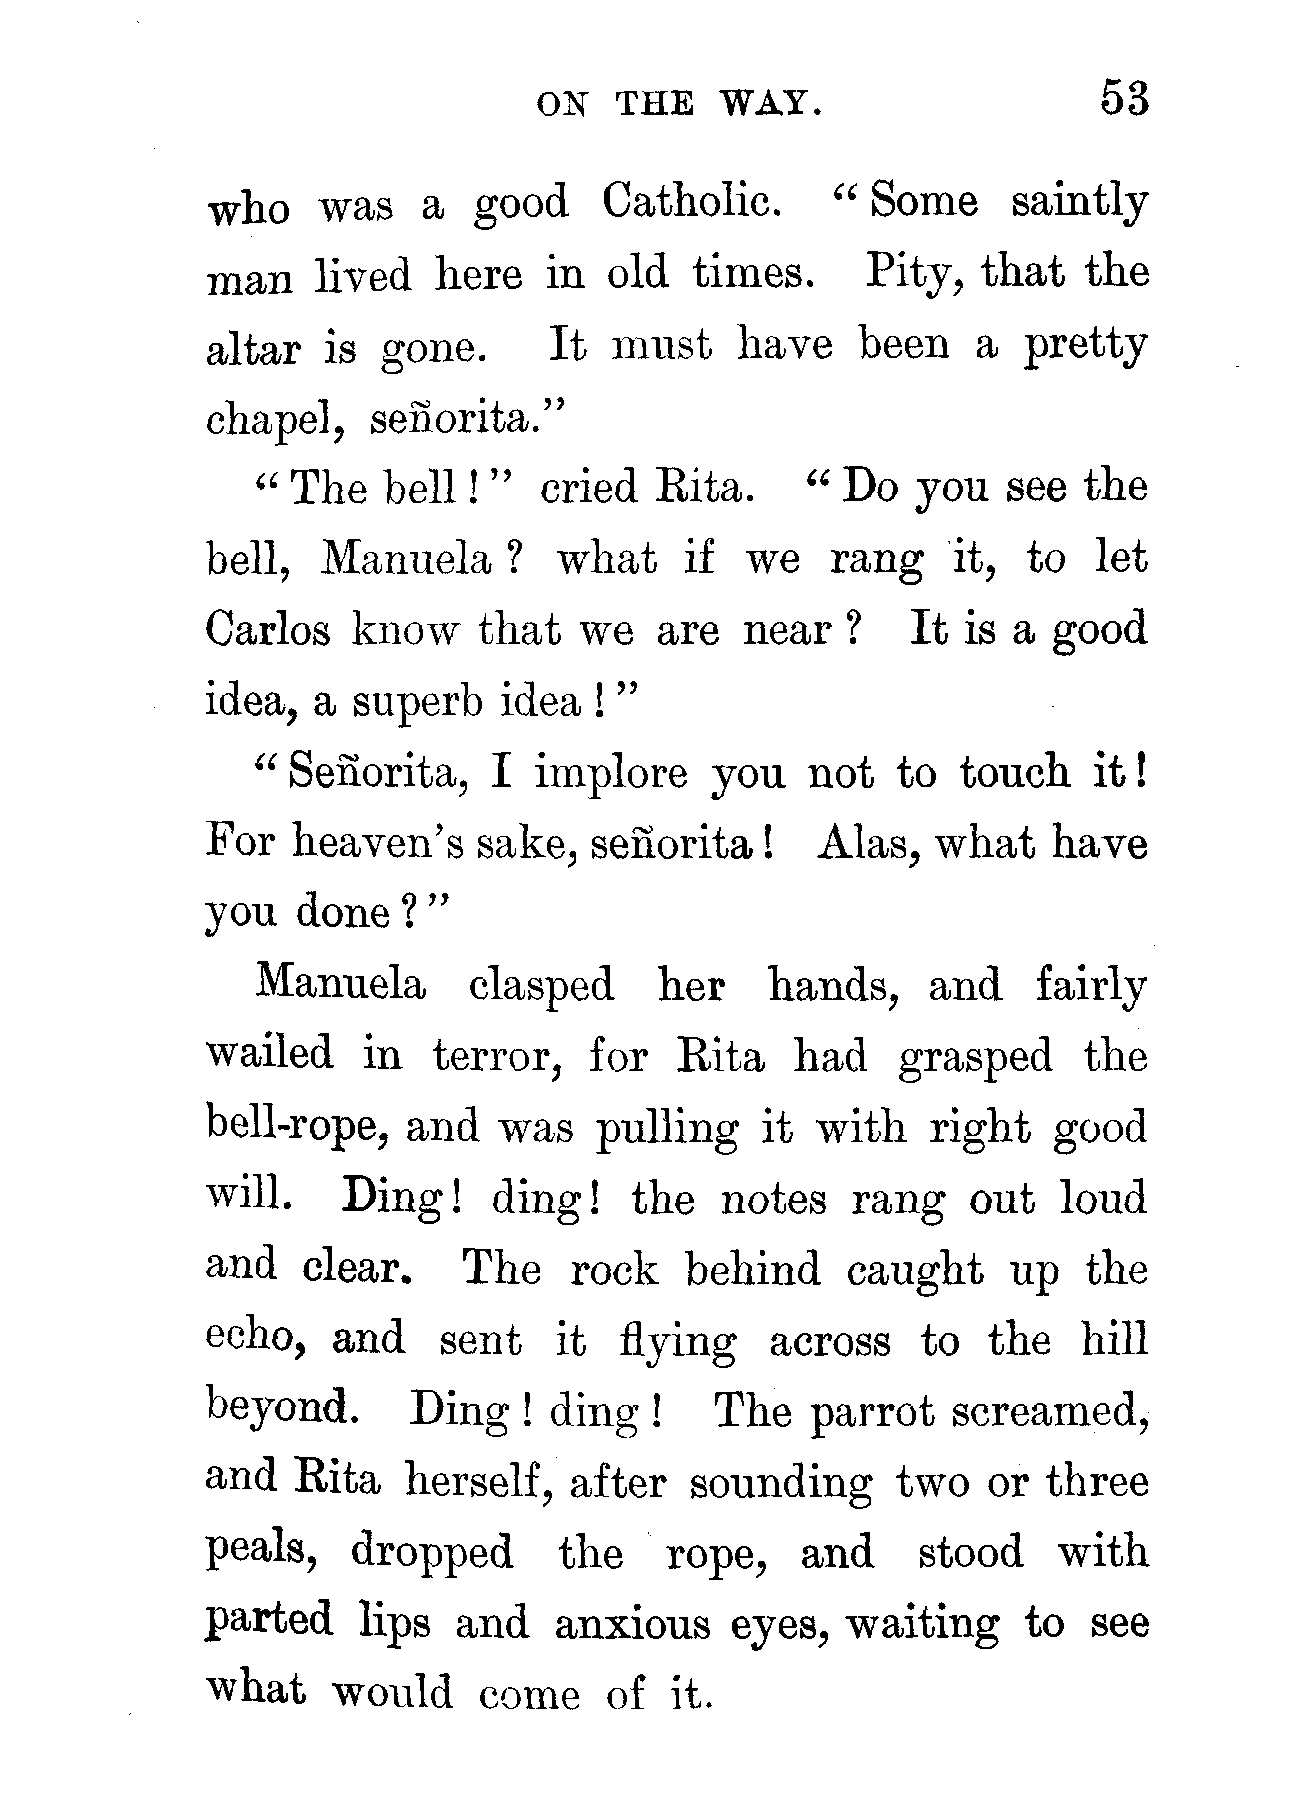 ON THE WAY. 53
who was a good Catholic. "Some saintly
man lived here in old times. Pity, that the
altar is gone. It must have been a pretty
chapel, señorita."
"The bell!" cried Rita. "Do you see the
bell, Manuela? what if we rang it, to let
Carlos know that we are near? It is a good
idea, a superb idea!"
"Señorita, I implore you not to touch it!
For heaven's sake, señorita! Alas, what have
you done?"
Manuela clasped her hands, and fairly
wailed in terror, for Rita had grasped the
bell-rope, and was pulling it with right good
will. Ding! ding! the notes rang out loud
and clear. The rock behind caught up the
echo, and sent it flying across to the hill
beyond. Ding! ding! The parrot screamed,
and Rita herself, after sounding two or three
peals, dropped the rope, and stood with
parted lips and anxious eyes, waiting to see
what would come of it.